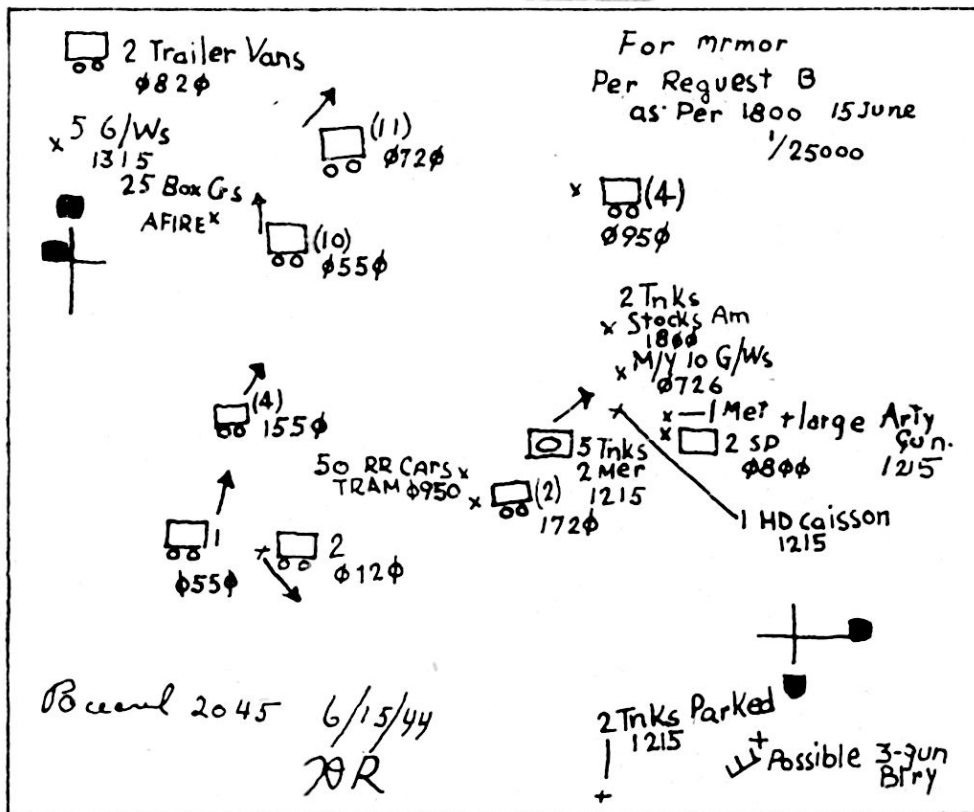 2 Trailer Vans
Ø82Ø
For mrmor
Per Request B
as Per 1800 15 June
1/25000
5 G/Ws
1315
(11)
Ø72Ø
25 Box Gs
AFIRE
(10)
Ø55Ø
(4)
Ø95Ø
2 Tnks
Stocks Am
18ØØ
M/Y 10 G/Ws
Ø726
(4)
155Ø
1 Met + large Arty
Gun.
1215
2 SP
Ø8ØØ
5 Tnks
2 Mer
1215
50 RR Cars
TRAM Ø950
(2)
172Ø
1 HD Caisson
1215
1
Ø55Ø
2
Ø12Ø
2045 6/15/44
2 Tnks Parked
1215
Possible 3-gun
Btry